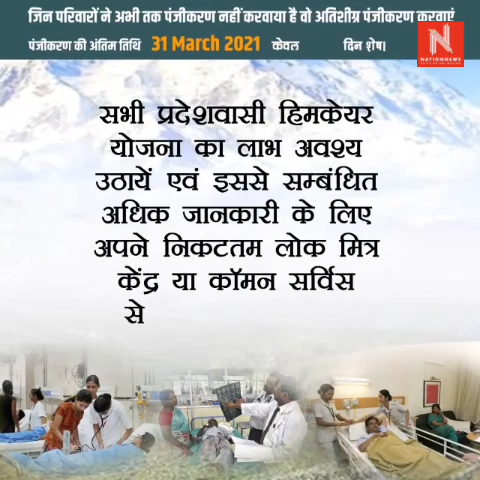 जिन परिवारों ने अभी तक पंजीकरण नहीं करवाया है वो अतिशीघ्र पंजीकरण करवाएं
पंजीकरण की अंतिम तिथि 31 March 2021 केवल दिन शेष।
N
NATIONNEWS
सभी प्रदेशवासी हिमकेयर
योजना का लाभ अवश्य
उठायें एवं इससे सम्बंधित
अधिक जानकारी के लिए
अपने निकटतम लोक मित्र
केंद्र या कॉमन सर्विस
से